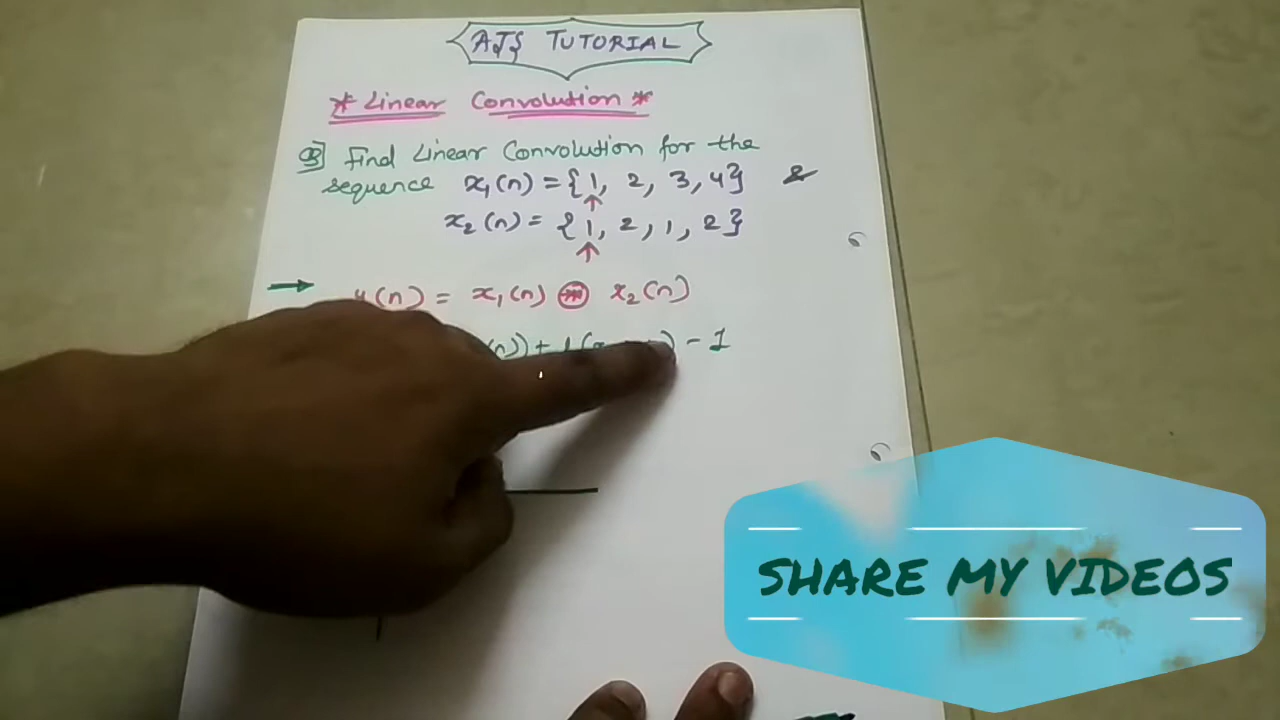 AJS TUTORIAL
* Linear Convolution *
Q] Find Linear Convolution for the
sequence x₁(n) = {1, 2, 3, 4} &
↑
x₂(n) = {1, 2, 1, 2}
↑
→ y(n) = x₁(n) ⊛ x₂(n)
(n)) + - 1
SHARE MY VIDEOS